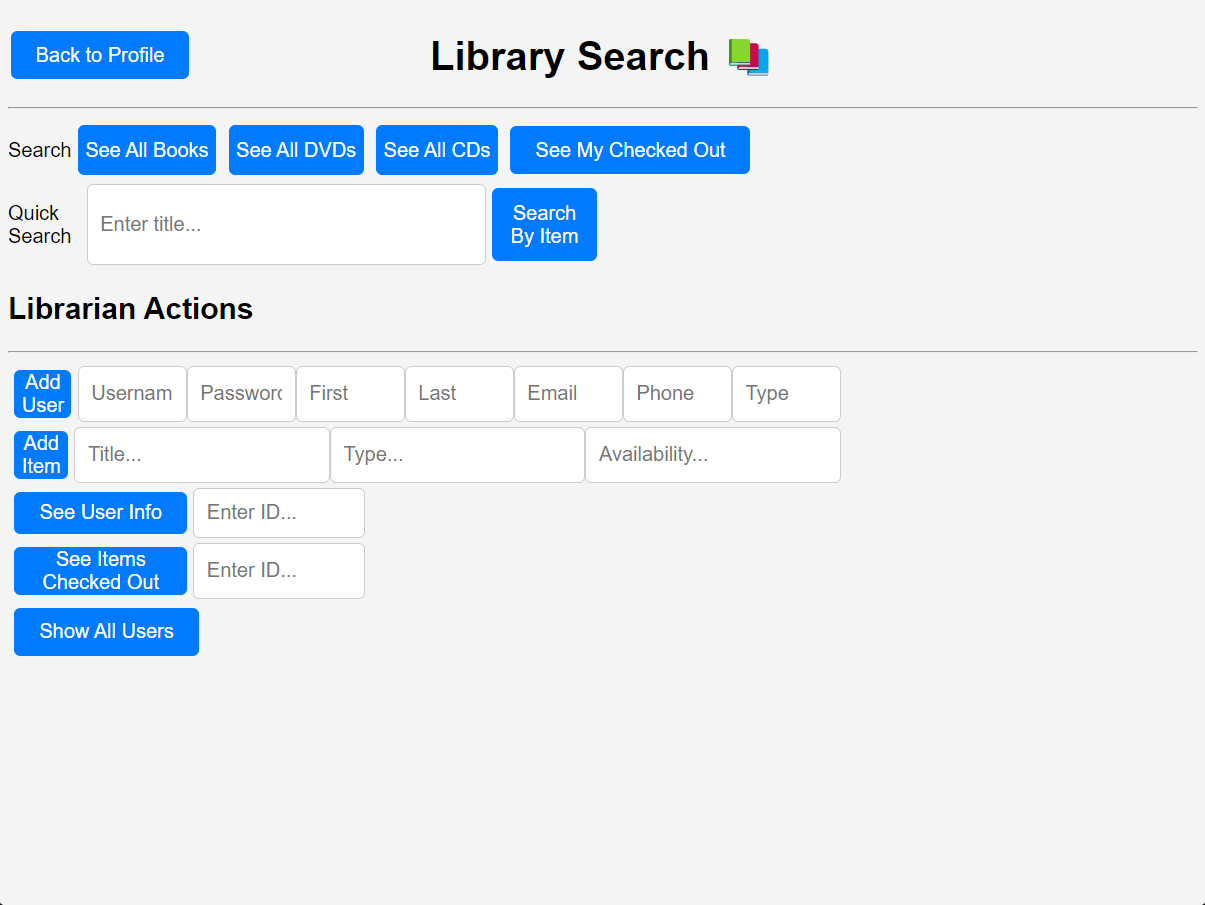 Back to Profile
Library Search
Search See All Books See All DVDs See All CDs See My Checked Out
Quick
Search
Enter title...
Search
By Item
Librarian Actions
Add
User
Usernam Password First Last Email Phone Type
Add
Item
Title... Type... Availability...
See User Info Enter ID...
See Items
Checked Out
Enter ID...
Show All Users